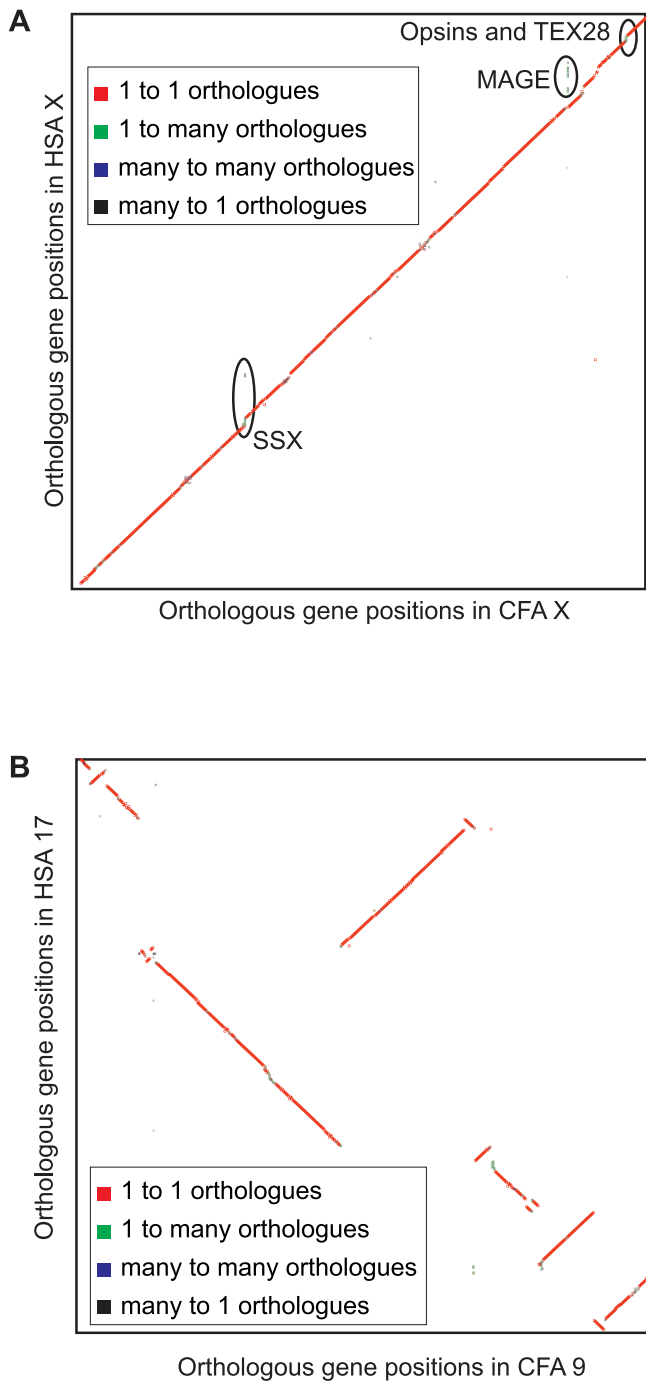 A
Opsins and TEX28
MAGE
1 to 1 orthologues
1 to many orthologues
many to many orthologues
many to 1 orthologues
SSX
Orthologous gene positions in HSA X
Orthologous gene positions in CFA X
B
Orthologous gene positions in HSA 17
1 to 1 orthologues
1 to many orthologues
many to many orthologues
many to 1 orthologues
Orthologous gene positions in CFA 9